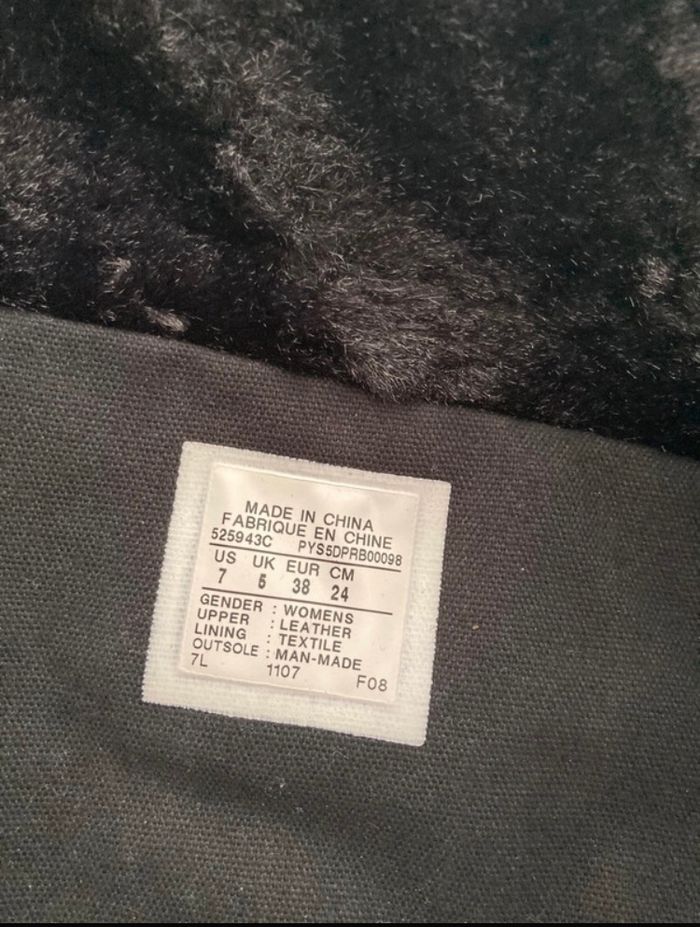 MADE IN CHINA
FABRIQUE EN CHINE
525943C PYS5DPRB00098
US UK EUR CM
7 5 38 24
GENDER : WOMENS
UPPER : LEATHER
LINING : TEXTILE
OUTSOLE : MAN-MADE
7L 1107 F08